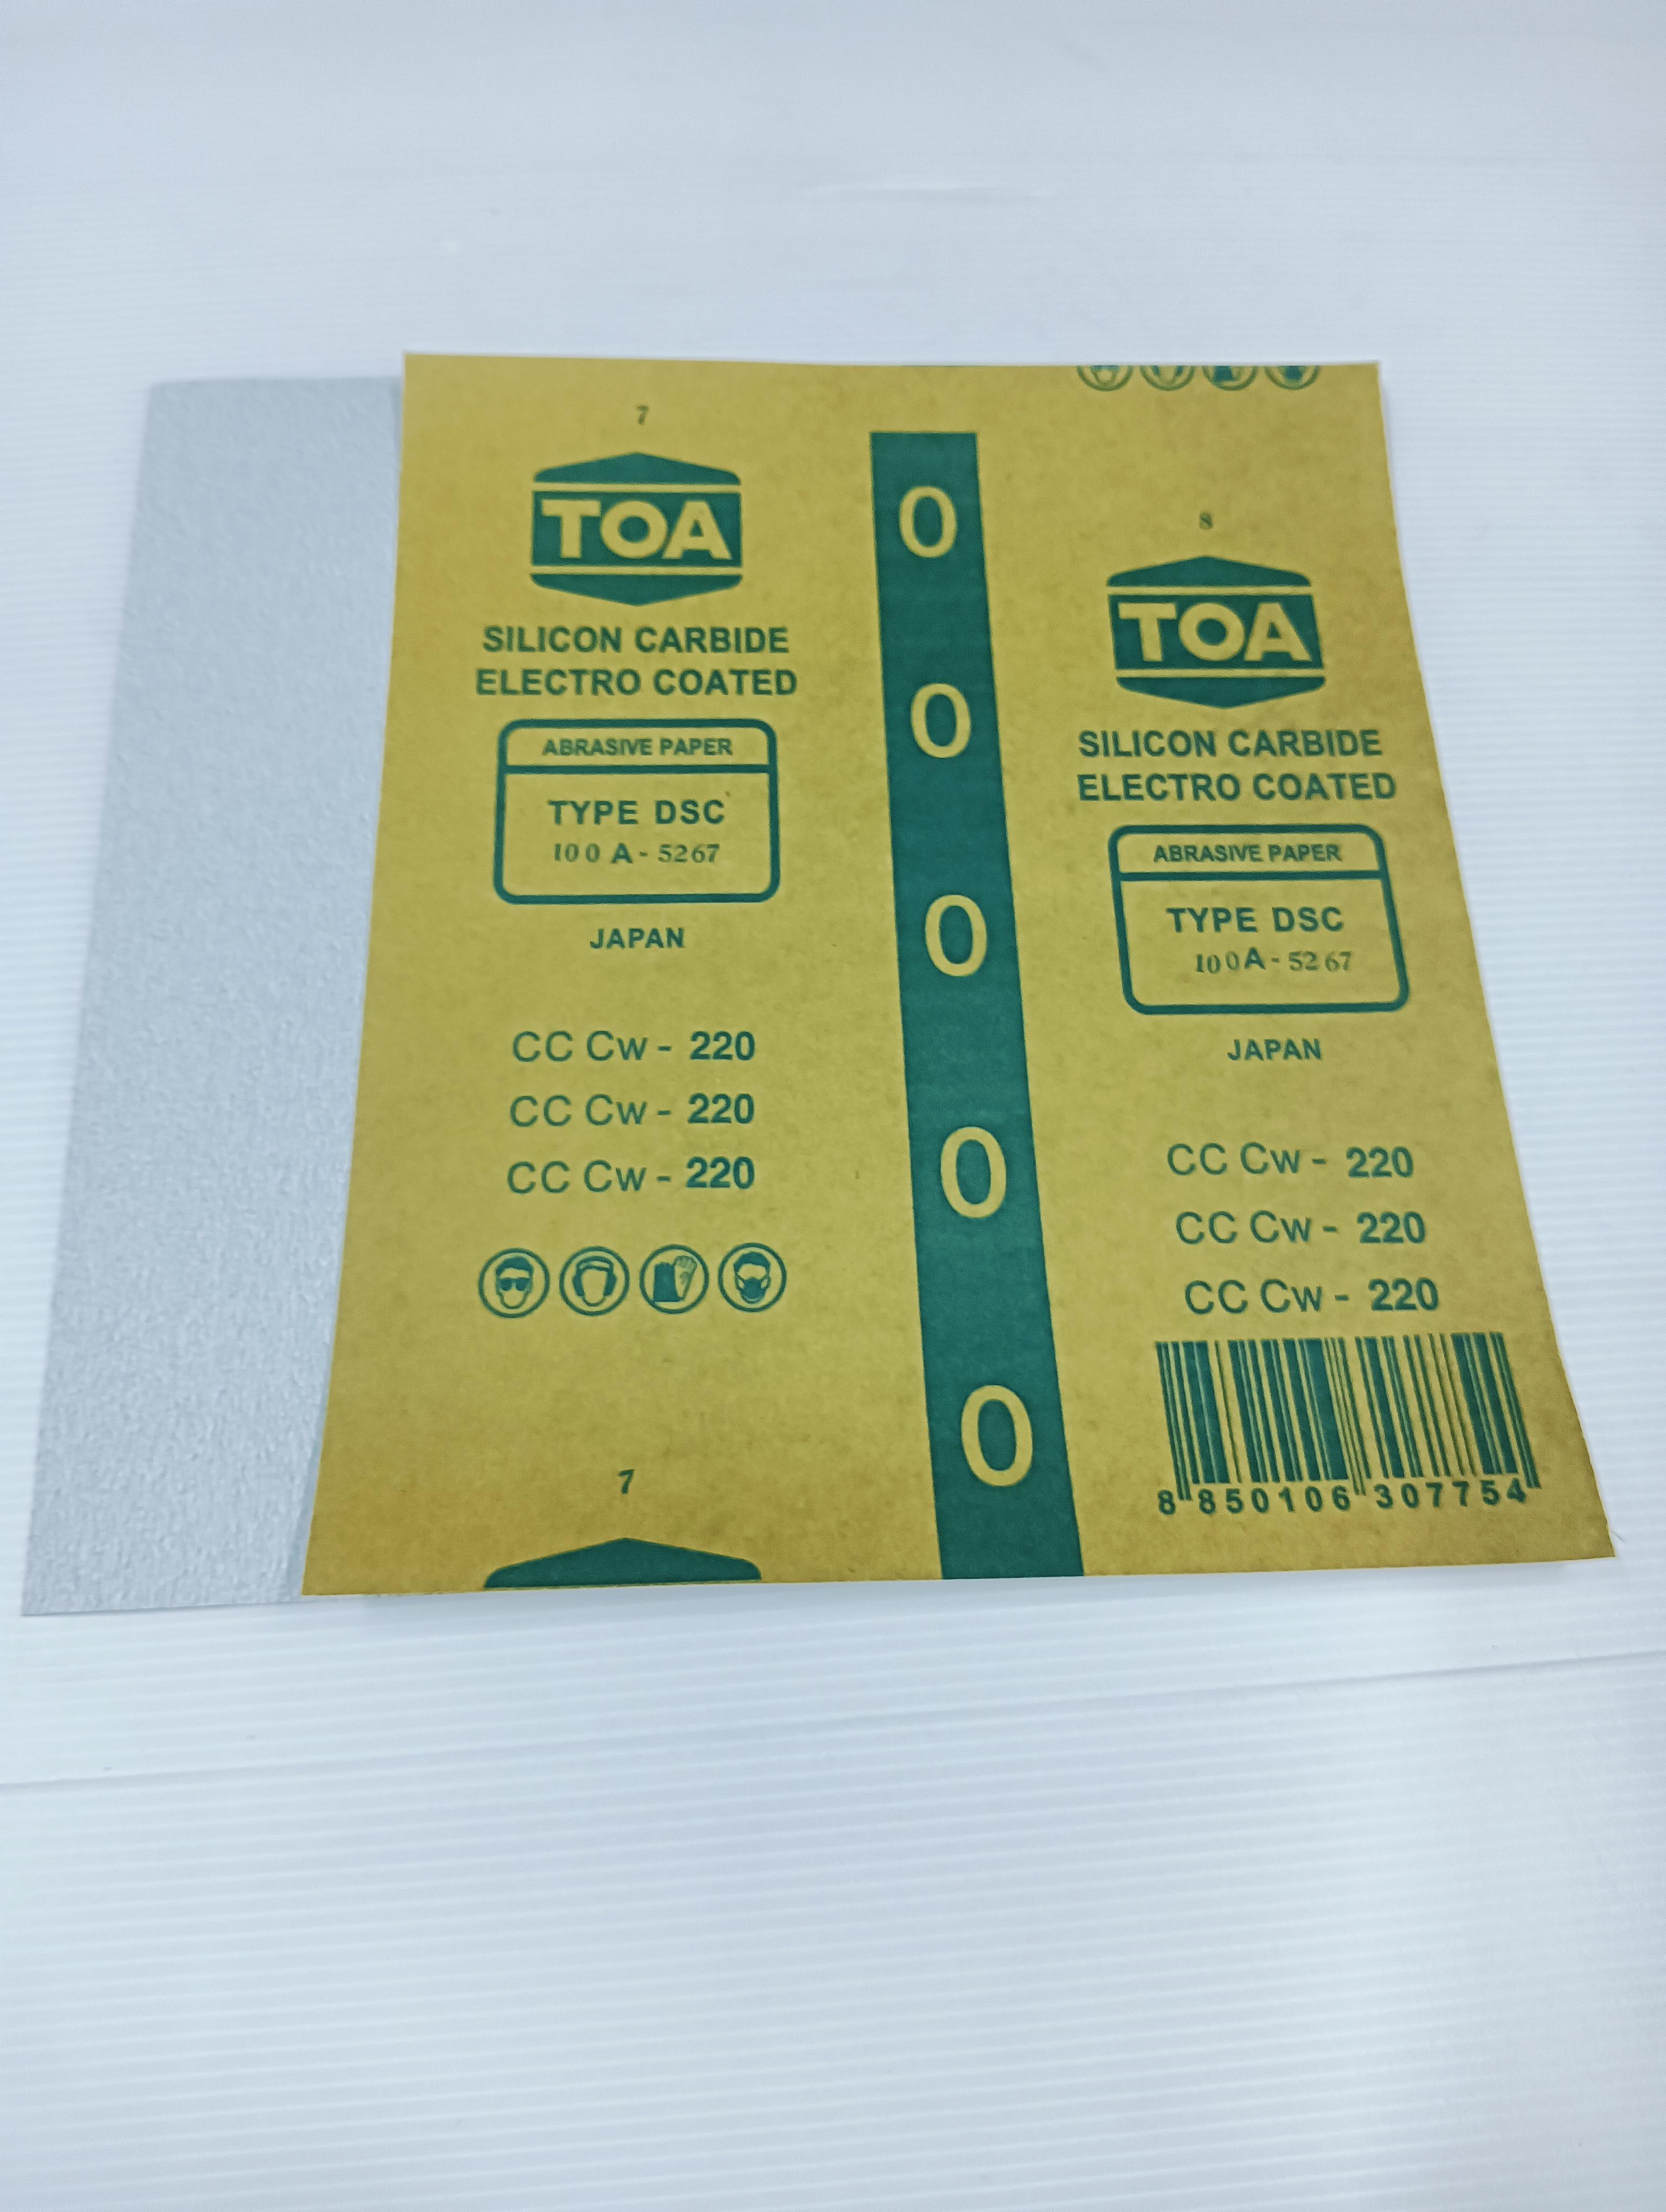 7
TOA
SILICON CARBIDE
ELECTRO COATED
ABRASIVE PAPER
TYPE DSC
100 A - 5267
JAPAN
CC Cw - 220
CC Cw - 220
CC Cw - 220
7
0
0
0
0
0
8
TOA
SILICON CARBIDE
ELECTRO COATED
ABRASIVE PAPER
TYPE DSC
100A - 5267
JAPAN
CC Cw - 220
CC Cw - 220
CC Cw - 220
8 850106 307754